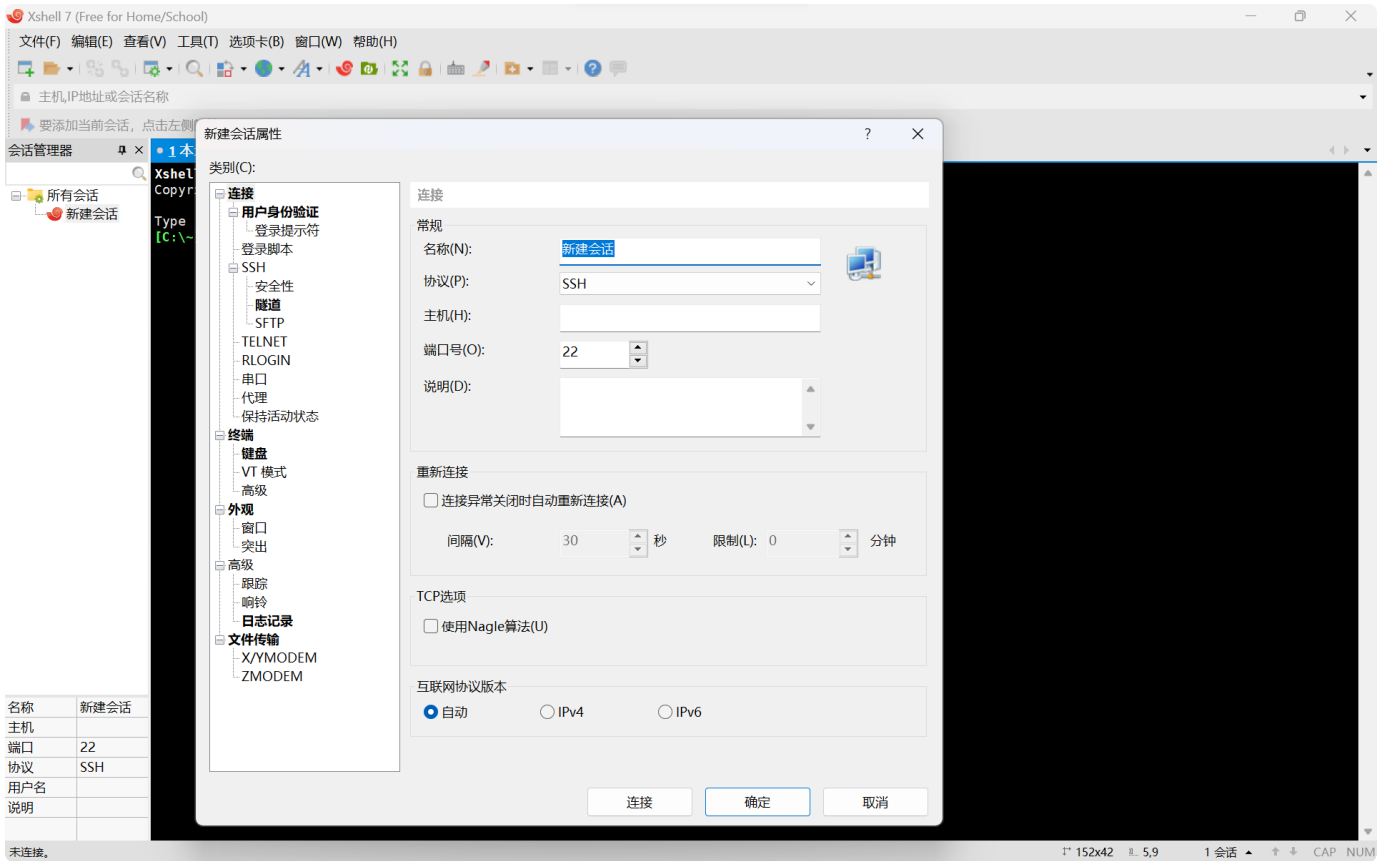 Xshell 7 (Free for Home/School)
文件(F) 编辑(E) 查看(V) 工具(T) 选项卡(B) 窗口(W) 帮助(H)
主机,IP地址或会话名称
要添加当前会话，点击左侧
会话管理器
1 本
所有会话
新建会话
Xshel
Copyr
Type
[C:\~
新建会话属性
类别(C):
连接
用户身份验证
登录提示符
登录脚本
SSH
安全性
隧道
SFTP
TELNET
RLOGIN
串口
代理
保持活动状态
终端
键盘
VT 模式
高级
外观
窗口
突出
高级
跟踪
响铃
日志记录
文件传输
X/YMODEM
ZMODEM
连接
常规
名称(N): 新建会话
协议(P): SSH
主机(H):
端口号(O): 22
说明(D):
重新连接
连接异常关闭时自动重新连接(A)
间隔(V): 30 秒 限制(L): 0 分钟
TCP选项
使用Nagle算法(U)
互联网协议版本
自动 IPv4 IPv6
连接 确定 取消
名称 新建会话
主机
端口 22
协议 SSH
用户名
说明
未连接。 152x42 5,9 1 会话 CAP NUM